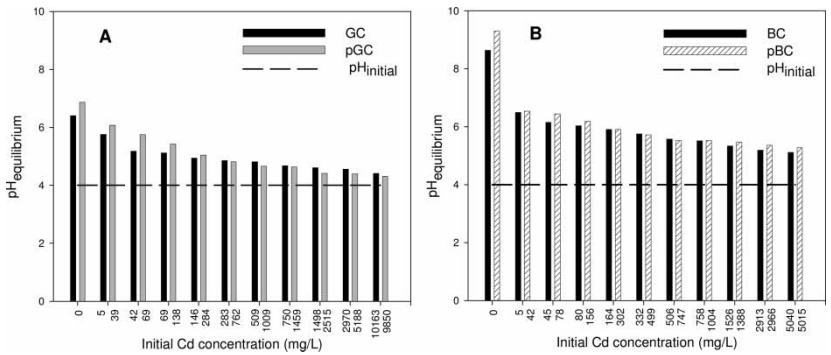 A
GC
pGC
pHinitial
pHequilibrium
10
8
6
4
2
0
0
5 39
42 69
69 138
146 284
283 762
509 1009
750 1459
1498 2515
2970 5188
10163 9850
Initial Cd concentration (mg/L)
B
BC
pBC
pHinitial
pHequilibrium
10
8
6
4
2
0
0
5 42
45 78
80 156
164 302
332 499
506 747
758 1004
1526 1388
2913 2966
5040 5015
Initial Cd concentration (mg/L)